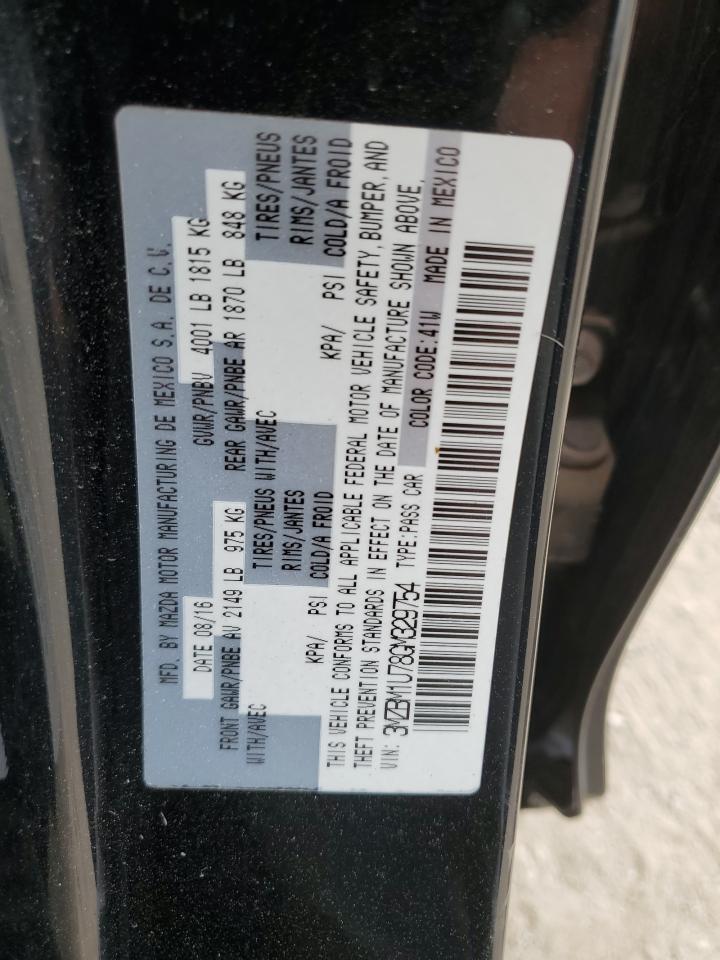 MFD. BY MAZDA MOTOR MANUFACTURING DE MEXICO S.A. DE C.V.
DATE 08/16 GVWR/PNBV 4001 LB 1815 KG
FRONT GAWR/PNBE AV 2149 LB 975 KG REAR GAWR/PNBE AR 1870 LB 848 KG
WITH/AVEC TIRES/PNEUS WITH/AVEC TIRES/PNEUS
RIMS/JANTES RIMS/JANTES
KPA/ PSI COLD/A FROID KPA/ PSI COLD/A FROID
THIS VEHICLE CONFORMS TO ALL APPLICABLE FEDERAL MOTOR VEHICLE SAFETY, BUMPER, AND
THEFT PREVENTION STANDARDS IN EFFECT ON THE DATE OF MANUFACTURE SHOWN ABOVE.
VIN: 3MZBM1U78GM329754 TYPE:PASS CAR COLOR CODE:41W MADE IN MEXICO